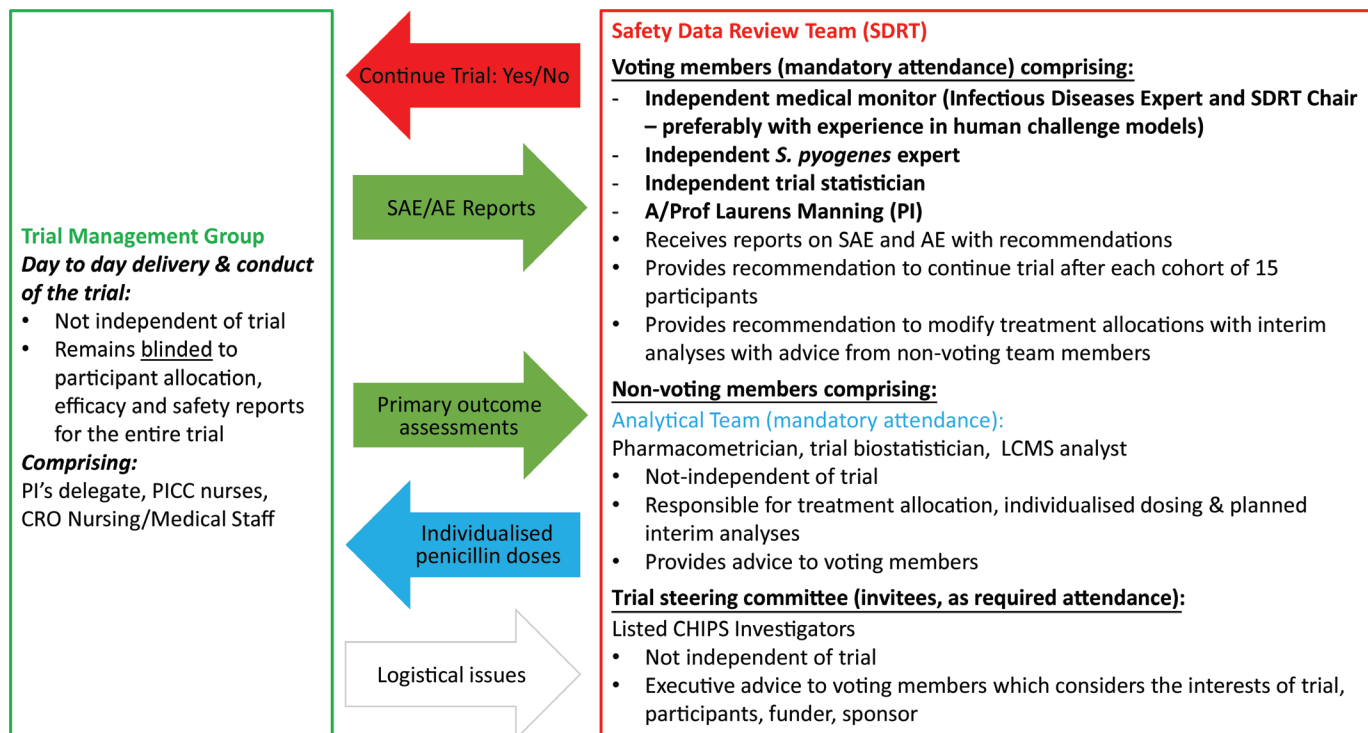 Trial Management Group
Day to day delivery & conduct
of the trial:
• Not independent of trial
• Remains blinded to
participant allocation,
efficacy and safety reports
for the entire trial
Comprising:
PI's delegate, PICC nurses,
CRO Nursing/Medical Staff
Continue Trial: Yes/No
SAE/AE Reports
Primary outcome
assessments
Individualised
penicillin doses
Logistical issues
Safety Data Review Team (SDRT)
Voting members (mandatory attendance) comprising:
- Independent medical monitor (Infectious Diseases Expert and SDRT Chair
– preferably with experience in human challenge models)
- Independent S. pyogenes expert
- Independent trial statistician
- A/Prof Laurens Manning (PI)
• Receives reports on SAE and AE with recommendations
• Provides recommendation to continue trial after each cohort of 15
participants
• Provides recommendation to modify treatment allocations with interim
analyses with advice from non-voting team members
Non-voting members comprising:
Analytical Team (mandatory attendance):
Pharmacometrician, trial biostatistician, LCMS analyst
• Not-independent of trial
• Responsible for treatment allocation, individualised dosing & planned
interim analyses
• Provides advice to voting members
Trial steering committee (invitees, as required attendance):
Listed CHIPS Investigators
• Not independent of trial
• Executive advice to voting members which considers the interests of trial,
participants, funder, sponsor